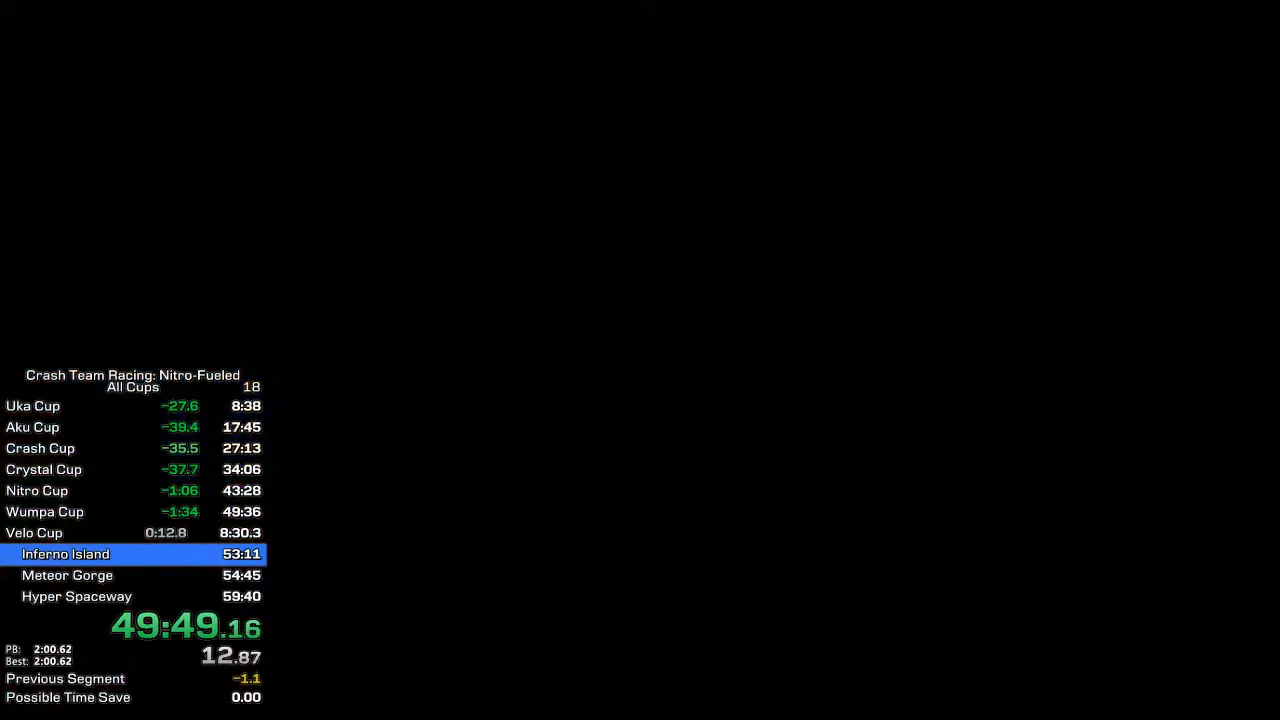 Crash Team Racing: Nitro-Fueled
All Cups 18
Uka Cup -27.6 8:38
Aku Cup -39.4 17:45
Crash Cup -35.5 27:13
Crystal Cup -37.7 34:06
Nitro Cup -1:06 43:28
Wumpa Cup -1:34 49:36
Velo Cup 0:12.8 8:30.3
Inferno Island 53:11
Meteor Gorge 54:45
Hyper Spaceway 59:40
49:49.16
PB: 2:00.62
Best: 2:00.62
12.87
Previous Segment -1.1
Possible Time Save 0.00